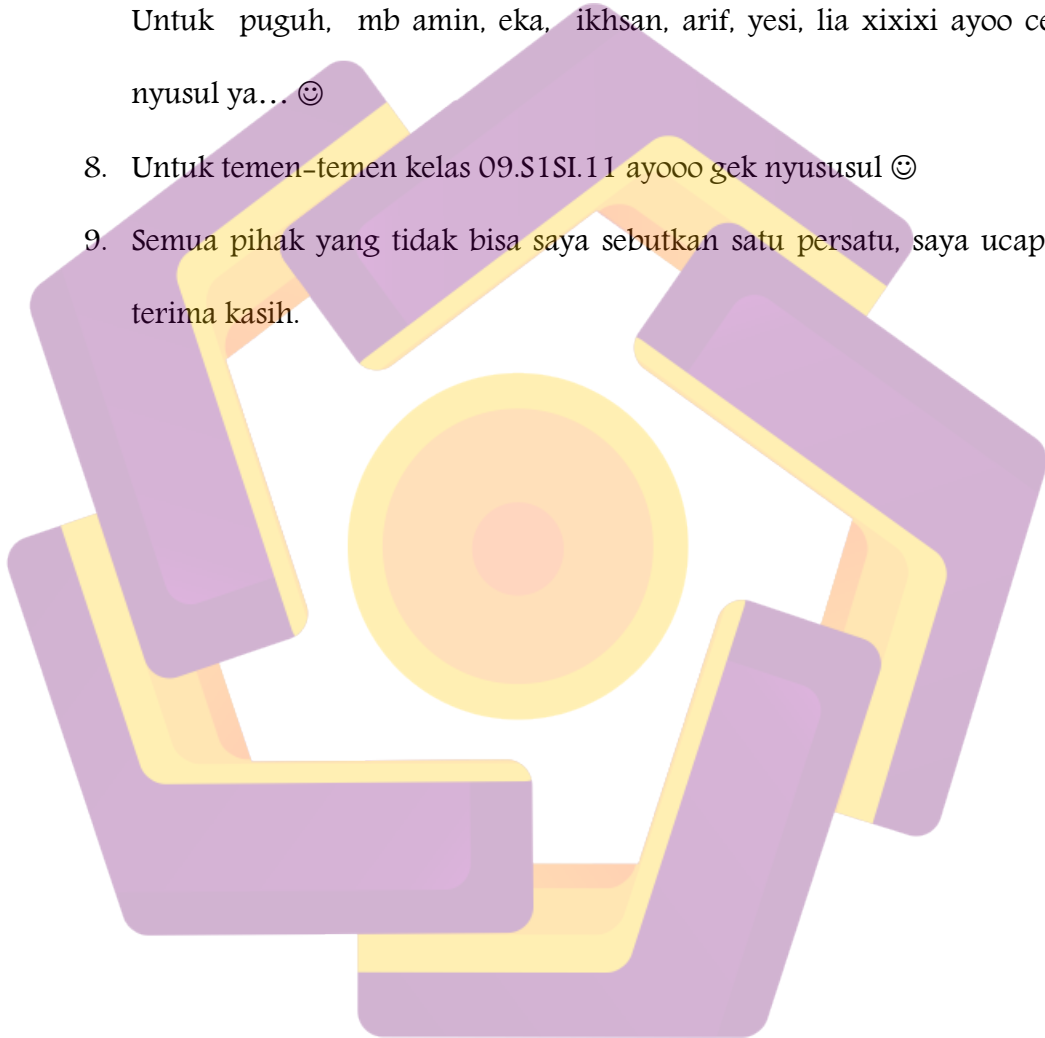 Untuk puguh, mb amin, eka, ikhsan, arif, yesi, lia xixixi ayoo ce
nyusul ya... ☺
8. Untuk temen-temen kelas 09.S1SI.11 ayooo gek nyususul ☺
9. Semua pihak yang tidak bisa saya sebutkan satu persatu, saya ucap
terima kasih.